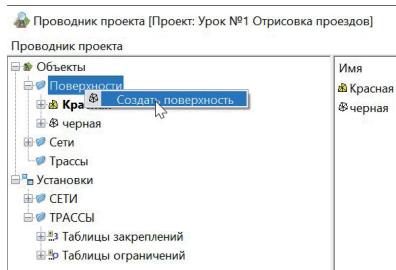 Проводник проекта [Проект: Урок №1 Отрисовка проездов]
Проводник проекта
Объекты
Поверхности
Создать поверхность
черная
Сети
Трассы
Установки
СЕТИ
ТРАССЫ
Таблицы закреплений
Таблицы ограничений
Имя
Красная
черная